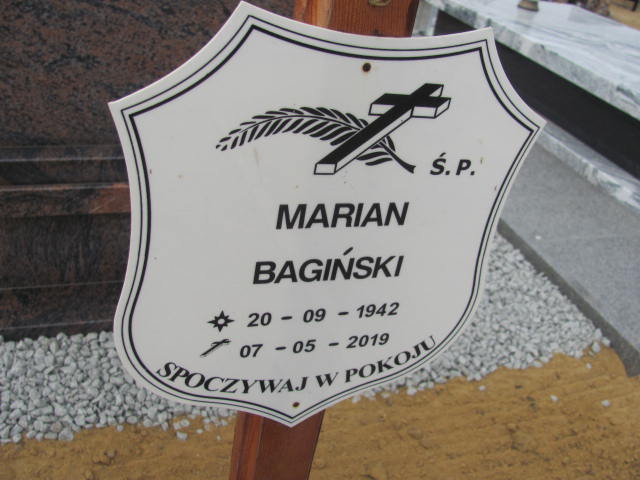 Ś.P.
MARIAN
BAGIŃSKI
20 - 09 - 1942
07 - 05 - 2019
SPOCZYWAJ W POKOJU